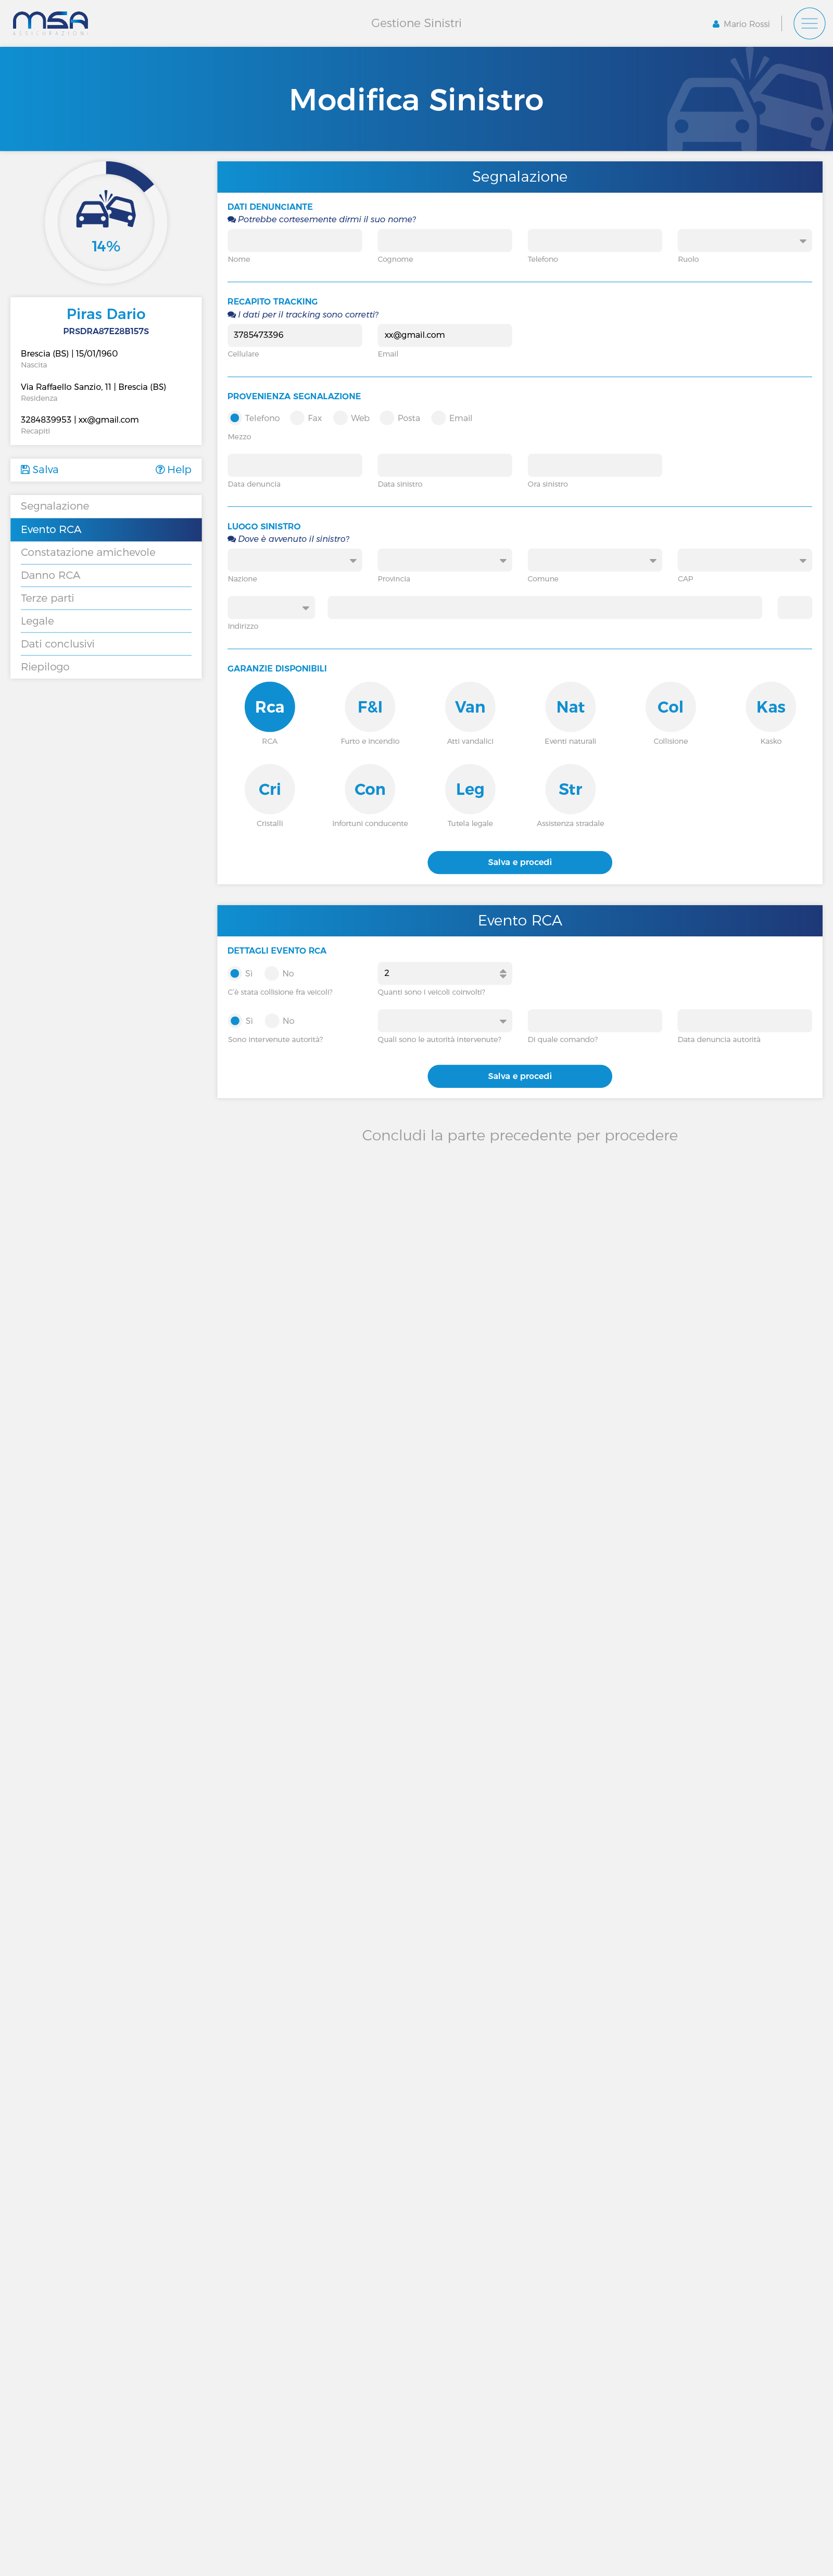 msa
ASSICURAZIONI
Gestione Sinistri
Mario Rossi
Modifica Sinistro
14%
Piras Dario
PRSDRA87E28B157S
Brescia (BS) | 15/01/1960
Nascita
Via Raffaello Sanzio, 11 | Brescia (BS)
Residenza
3284839953 | xx@gmail.com
Recapiti
Salva
Help
Segnalazione
Evento RCA
Constatazione amichevole
Danno RCA
Terze parti
Legale
Dati conclusivi
Riepilogo
Segnalazione
DATI DENUNCIANTE
Potrebbe cortesemente dirmi il suo nome?
Nome Cognome Telefono Ruolo
RECAPITO TRACKING
I dati per il tracking sono corretti?
3785473396 xx@gmail.com
Cellulare Email
PROVENIENZA SEGNALAZIONE
Telefono Fax Web Posta Email
Mezzo
Data denuncia Data sinistro Ora sinistro
LUOGO SINISTRO
Dove è avvenuto il sinistro?
Nazione Provincia Comune CAP
Indirizzo
GARANZIE DISPONIBILI
Rca F&I Van Nat Col Kas
RCA Furto e incendio Atti vandalici Eventi naturali Collisione Kasko
Cri Con Leg Str
Cristalli Infortuni conducente Tutela legale Assistenza stradale
Salva e procedi
Evento RCA
DETTAGLI EVENTO RCA
Sì No 2
C'è stata collisione fra veicoli? Quanti sono i veicoli coinvolti?
Sì No
Sono intervenute autorità? Quali sono le autorità intervenute? Di quale comando? Data denuncia autorità
Salva e procedi
Concludi la parte precedente per procedere